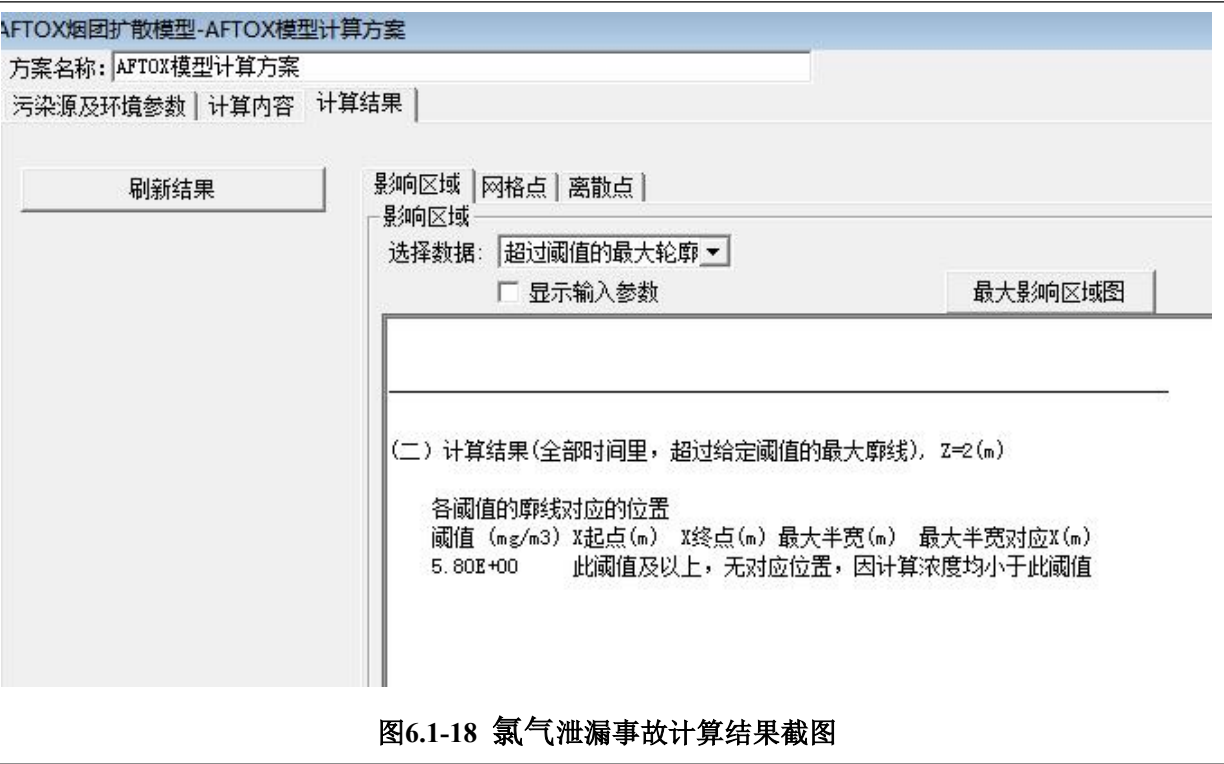 AFTOX烟团扩散模型-AFTOX模型计算方案
方案名称: AFTOX模型计算方案
污染源及环境参数 计算内容 计算结果
刷新结果
影响区域 网格点 离散点
影响区域
选择数据: 超过阈值的最大轮廓
显示输入参数
最大影响区域图
(二) 计算结果(全部时间里，超过给定阈值的最大廓线), Z=2(m)
各阈值的廓线对应的位置
阈值 (mg/m3) X起点(m) X终点(m) 最大半宽(m) 最大半宽对应X(m)
5.80E+00 此阈值及以上，无对应位置，因计算浓度均小于此阈值
图6.1-18 氯气泄漏事故计算结果截图